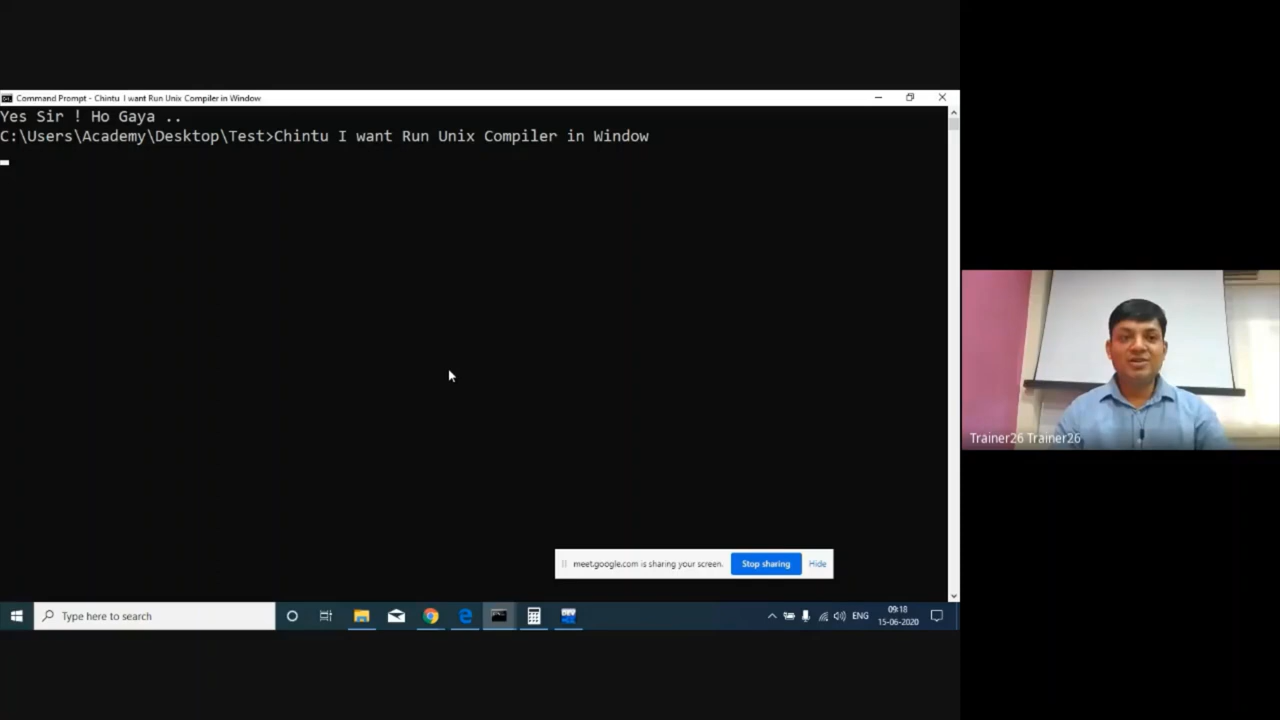 Command Prompt - Chintu I want Run Unix Compiler in Window
Yes Sir ! Ho Gaya ..
C:\Users\Academy\Desktop\Test>Chintu I want Run Unix Compiler in Window
Trainer26 Trainer26
meet.google.com is sharing your screen.
Stop sharing
Hide
Type here to search
ENG
09:18
15-06-2020